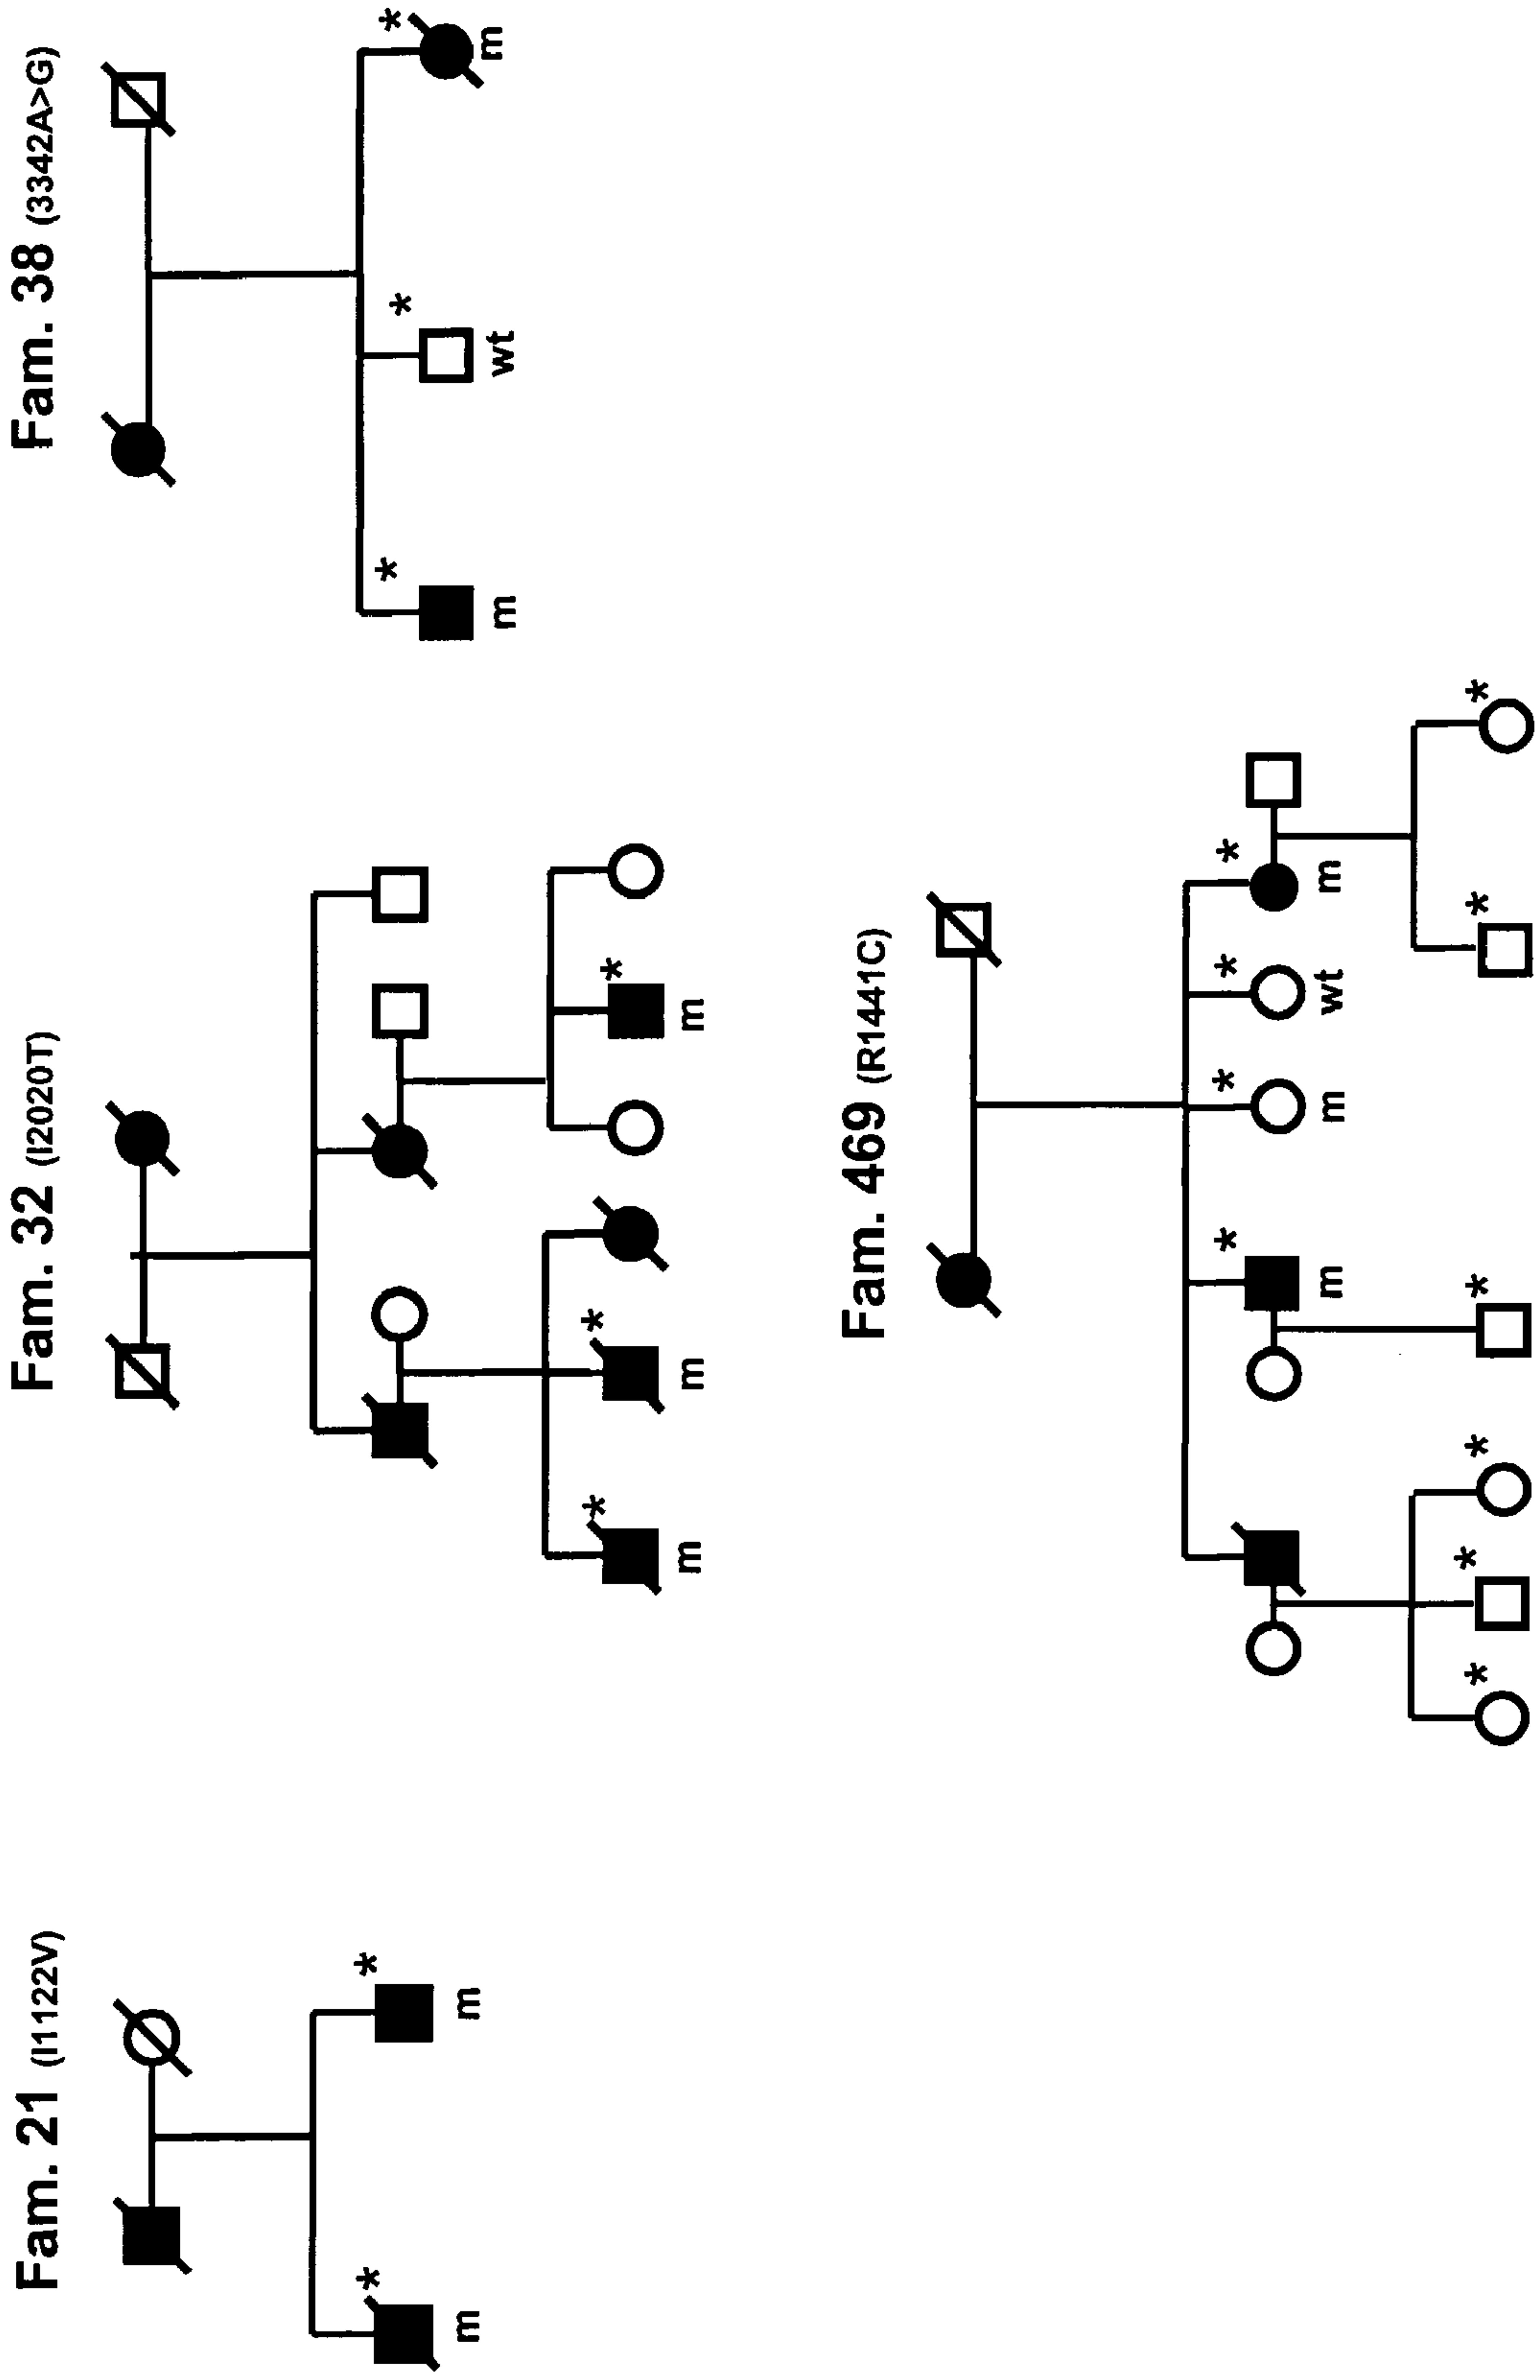 Fam. 21 (I1122V)
* *
m m
Fam. 32 (I2020T)
* * *
m m m
Fam. 38 (3342A>G)
* * *
m wt m
Fam. 469 (R1441C)
* * * *
m m wt m
* * * * * *